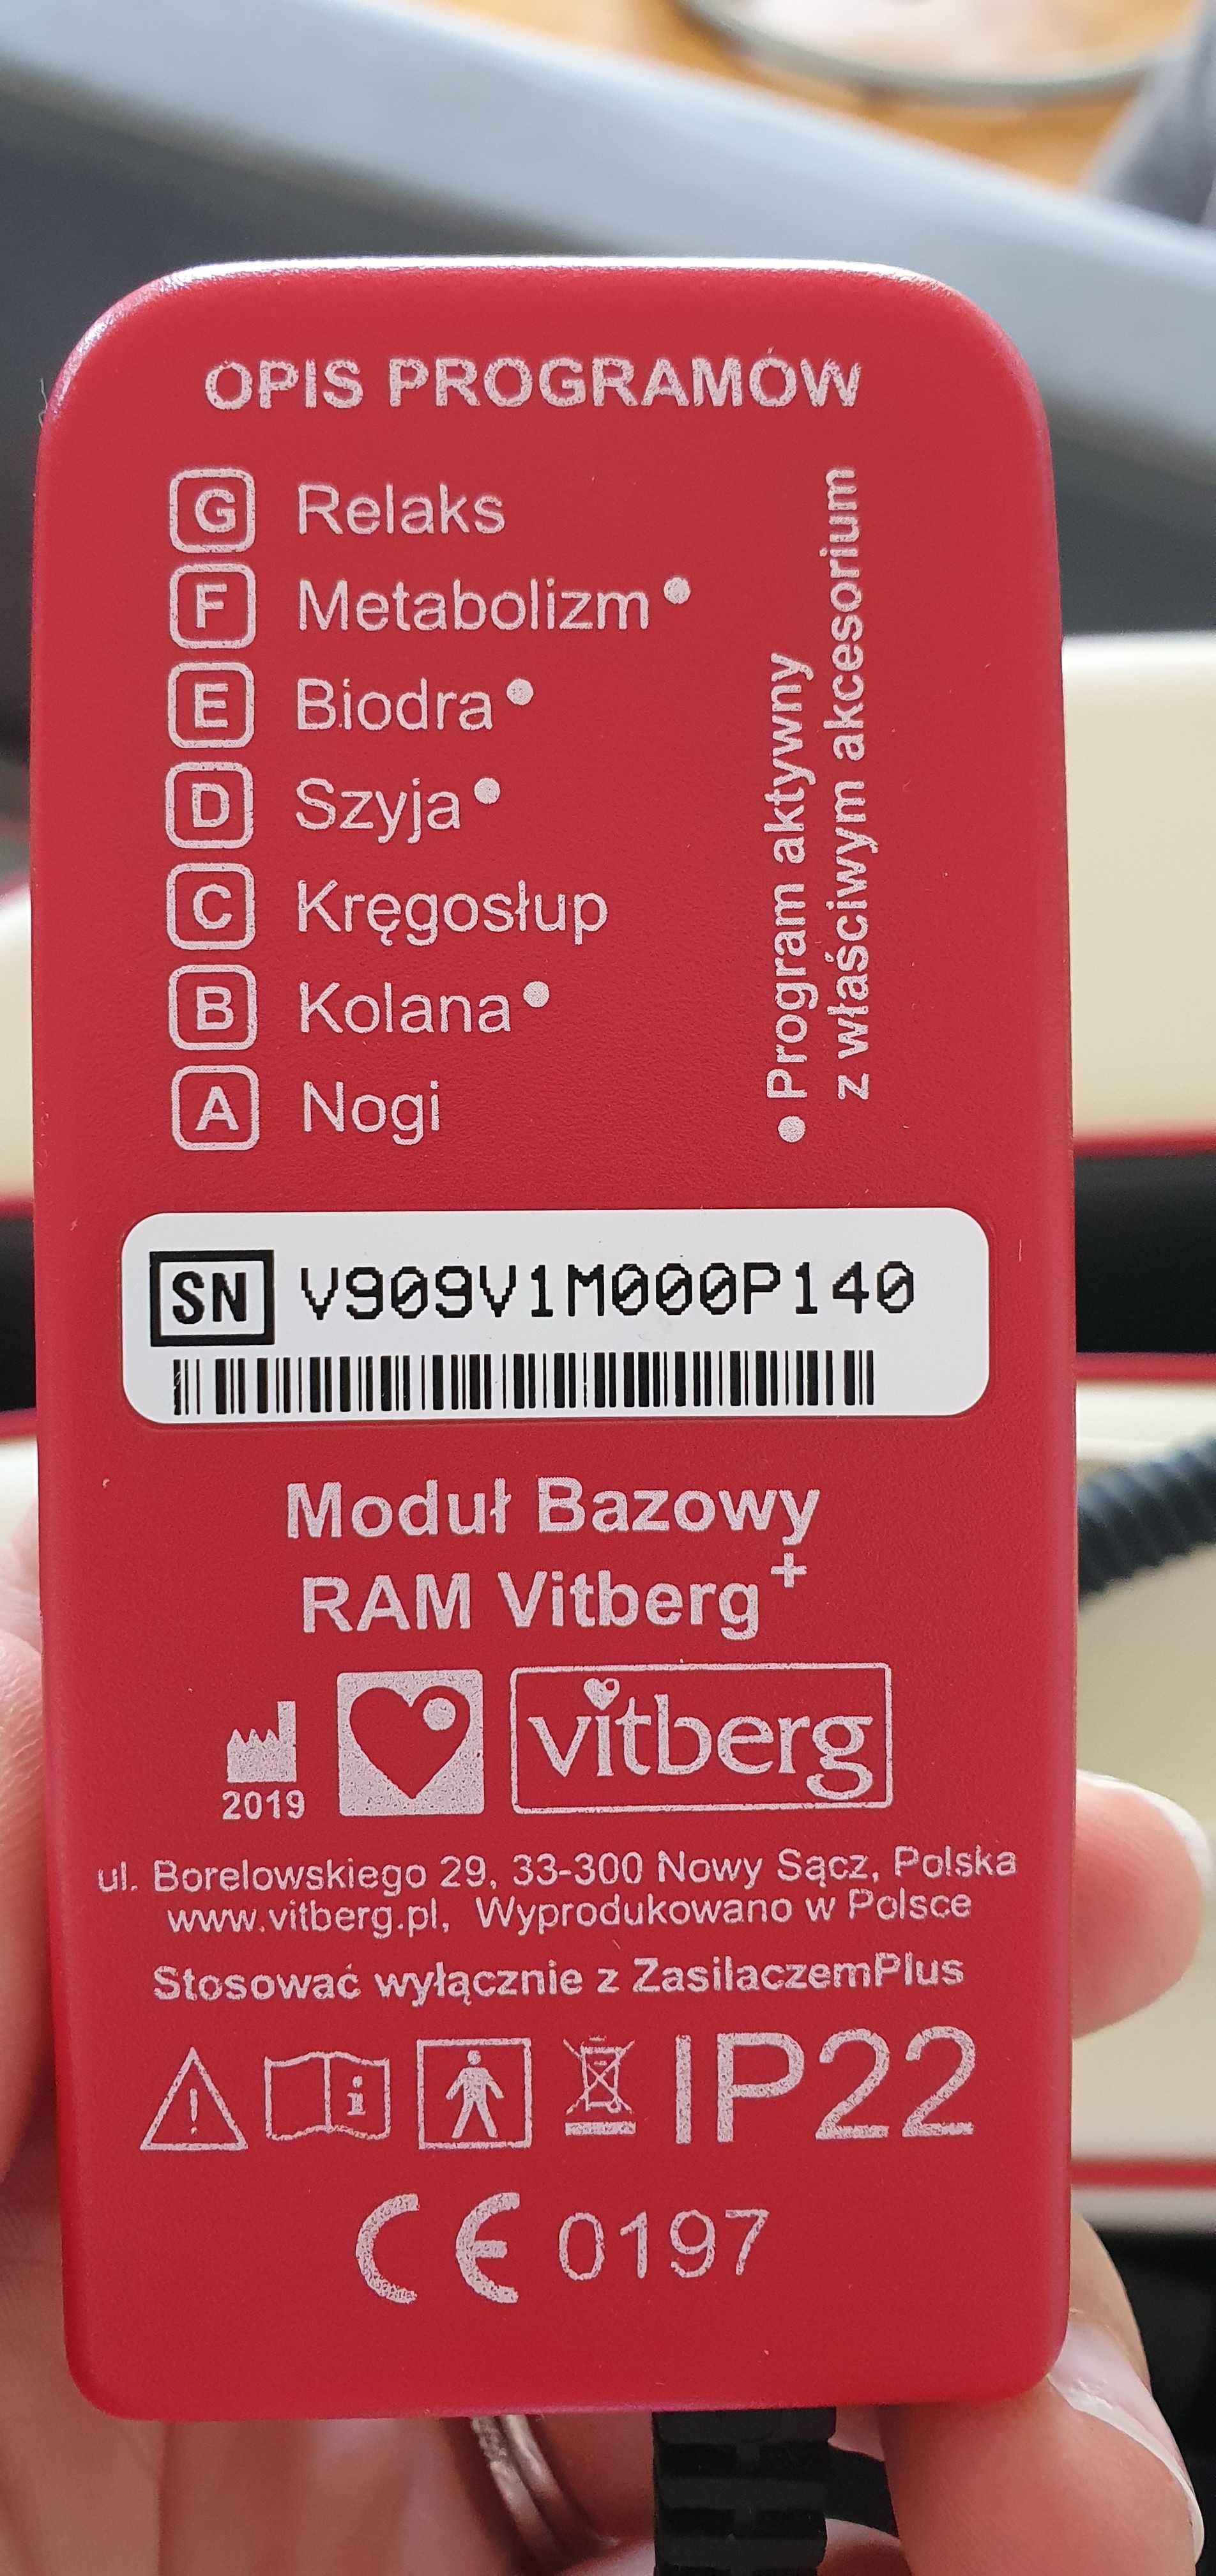 OPIS PROGRAMÓW
G Relaks
F Metabolizm•
E Biodra•
D Szyja•
C Kręgosłup
B Kolana•
A Nogi
• Program aktywny
z właściwym akcesorium
SN V909V1M000P140
Moduł Bazowy
RAM Vitberg+
2019
vitberg
ul. Borelowskiego 29, 33-300 Nowy Sącz, Polska
www.vitberg.pl, Wyprodukowano w Polsce
Stosować wyłącznie z ZasilaczemPlus
IP22
CE 0197